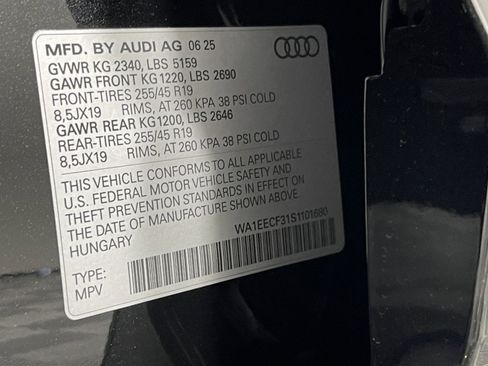 MFD. BY AUDI AG 06 25
GVWR KG 2340, LBS 5159
GAWR FRONT KG 1220, LBS 2690
FRONT-TIRES 255/45 R19
8,5JX19 RIMS, AT 260 KPA 38 PSI COLD
GAWR REAR KG1200, LBS 2646
REAR-TIRES 255/45 R19
8,5JX19 RIMS, AT 260 KPA 38 PSI COLD
THIS VEHICLE CONFORMS TO ALL APPLICABLE
U.S. FEDERAL MOTOR VEHICLE SAFETY AND
THEFT PREVENTION STANDARDS IN EFFECT ON
THE DATE OF MANUFACTURE SHOWN ABOVE.
HUNGARY
WA1EECF31S1101680
TYPE:
MPV